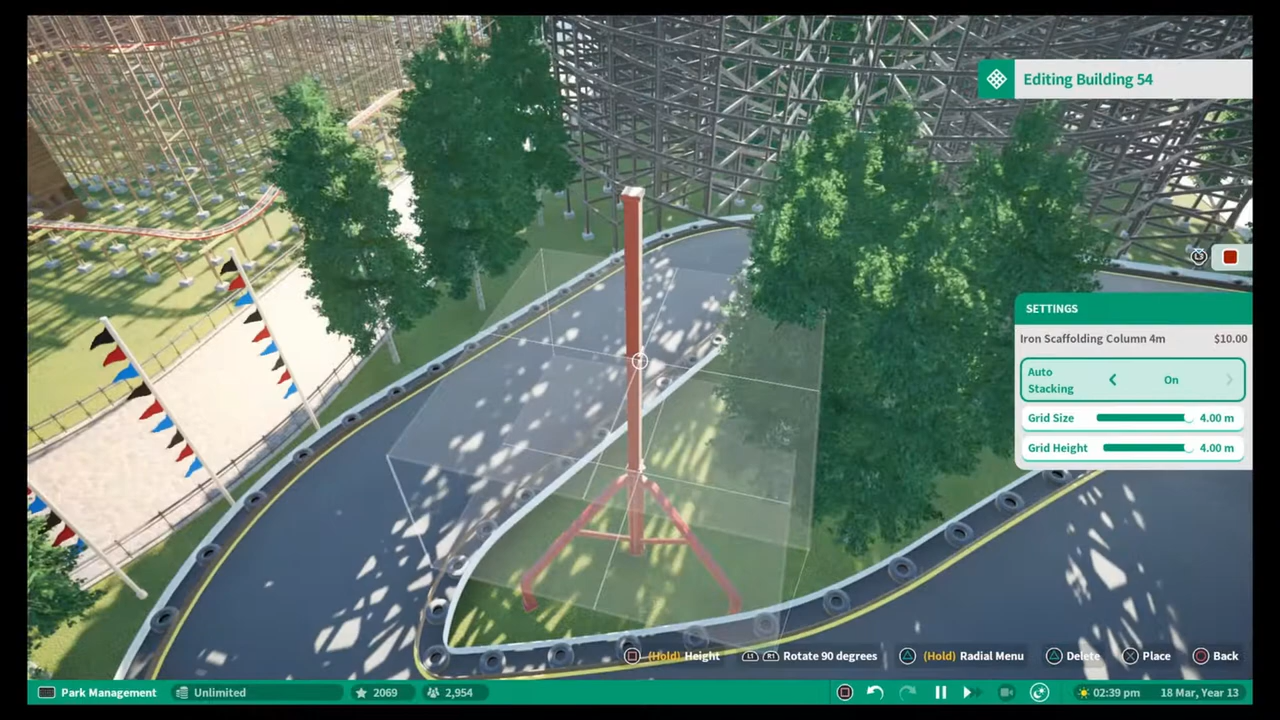 Editing Building 54
SETTINGS
Iron Scaffolding Column 4m $10.00
Auto
Stacking
On
Grid Size 4.00 m
Grid Height 4.00 m
(Hold) Height L1 R1 Rotate 90 degrees (Hold) Radial Menu Delete Place Back
Park Management Unlimited 2069 2,954 02:39 pm 18 Mar, Year 13